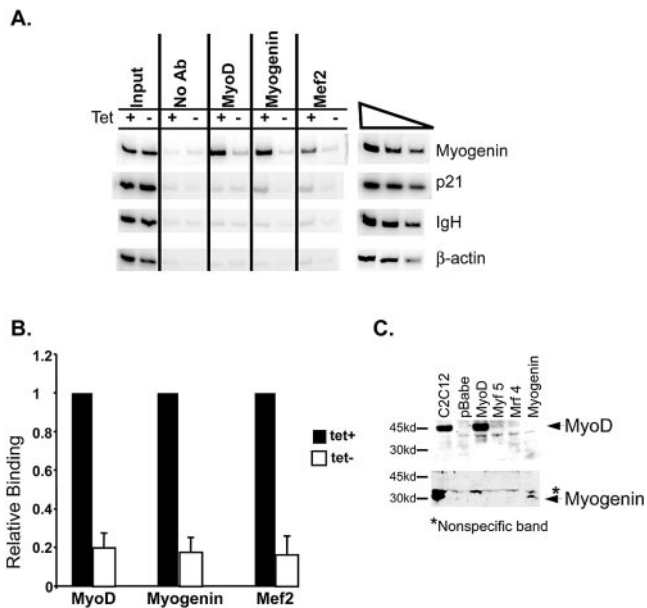 A.
Input
No Ab
MyoD
Myogenin
Mef2
Tet + - + - + - + - + -
Myogenin
p21
IgH
β-actin
B.
Relative Binding
1.2
1
0.8
0.6
0.4
0.2
0
MyoD Myogenin Mef2
tet+
tet-
C.
C2C12
pBabe
MyoD
Myf 5
Mrf 4
Myogenin
45kd
MyoD
30kd
45kd
*
30kd
Myogenin
*Nonspecific band